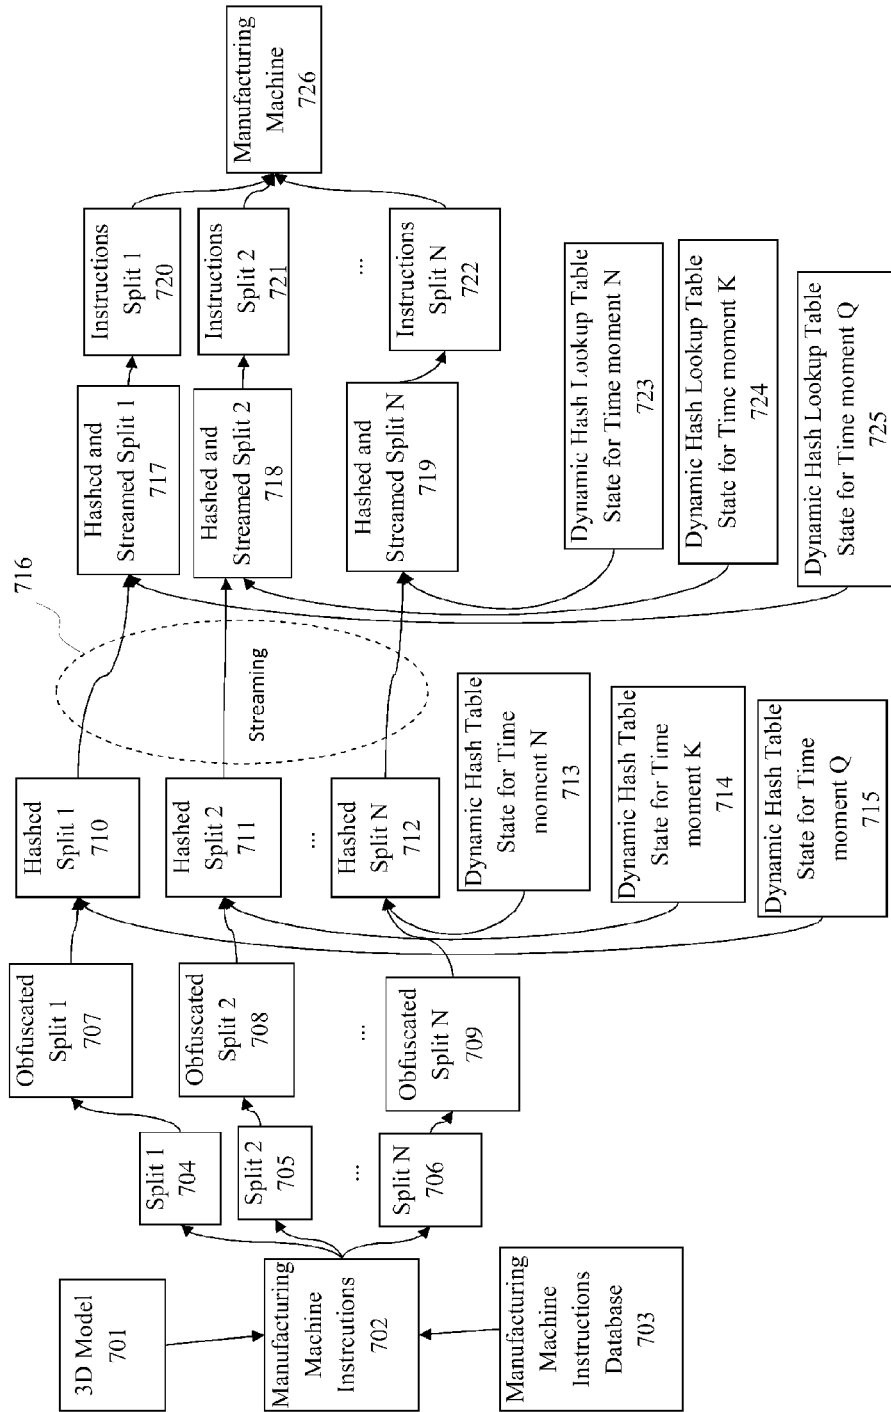 3D Model
701
Manufacturing
Machine
Instrcutions
702
Manufacturing
Machine
Instructions
Database
703
Split 1
704
Split 2
705
...
Split N
706
Obfuscated
Split 1
707
Obfuscated
Split 2
708
...
Obfuscated
Split N
709
Hashed
Split 1
710
Hashed
Split 2
711
...
Hashed
Split N
712
Dynamic Hash Table
State for Time
moment N
713
Dynamic Hash Table
State for Time
moment K
714
Dynamic Hash Table
State for Time
moment Q
715
Streaming
716
Hashed and
Streamed Split 1
717
Hashed and
Streamed Split 2
718
...
Hashed and
Streamed Split N
719
Dynamic Hash Lookup Table
State for Time moment N
723
Dynamic Hash Lookup Table
State for Time moment K
724
Dynamic Hash Lookup Table
State for Time moment Q
725
Instructions
Split 1
720
Instructions
Split 2
721
...
Instructions
Split N
722
Manufacturing
Machine
726